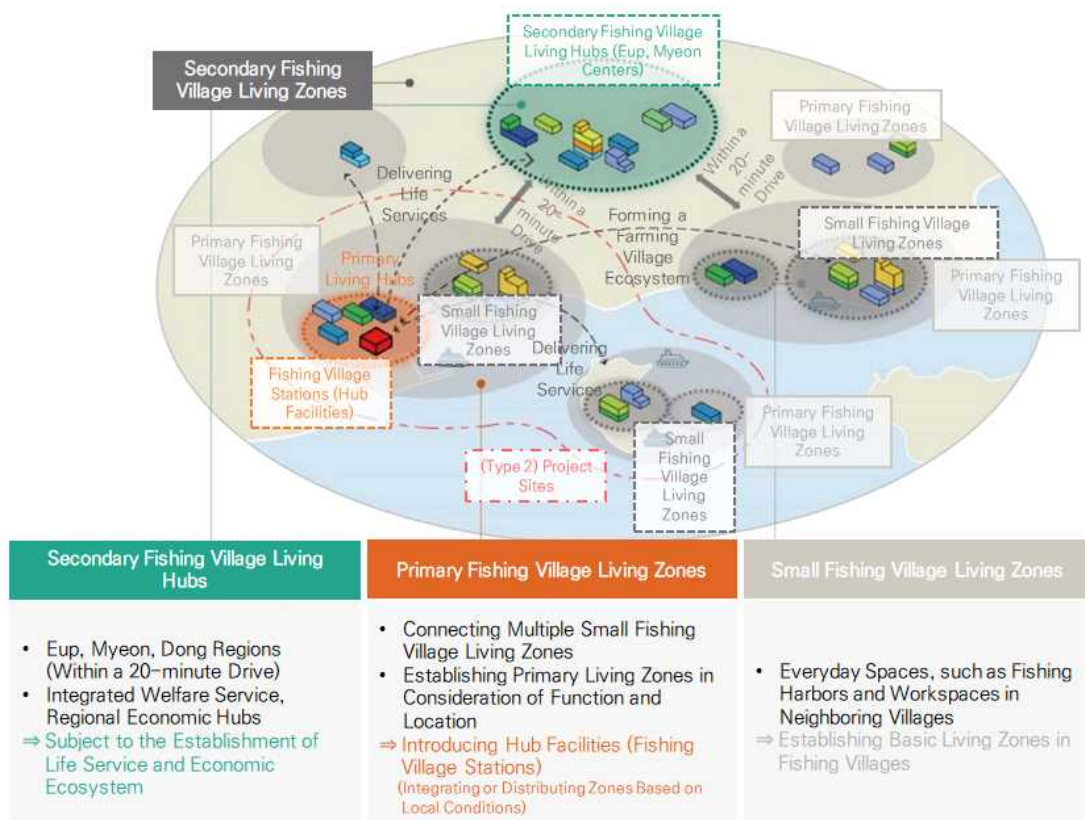 Secondary Fishing
Village Living Hubs (Eup, Myeon
Centers)
Secondary Fishing
Village Living Zones
Primary Fishing
Village Living Zones
Within a
20-
minute
Drive
Delivering
Life
Services
Within a
20-
minute
Drive
Forming a
Farming
Village
Ecosystem
Small Fishing Village
Living Zones
Primary Fishing
Village Living
Zones
Primary
Living Hubs
Primary Fishing
Village Living
Zones
Small Fishing
Village Living
Zones
Delivering
Life
Services
Fishing Village
Stations (Hub
Facilities)
Primary Fishing
Village Living
Zones
Small
Fishing
Village
Living
Zones
(Type 2) Project
Sites
Secondary Fishing Village Living
Hubs
• Eup, Myeon, Dong Regions
(Within a 20-minute Drive)
• Integrated Welfare Service,
Regional Economic Hubs
⇒ Subject to the Establishment of
Life Service and Economic
Ecosystem
Primary Fishing Village Living Zones
• Connecting Multiple Small Fishing
Village Living Zones
• Establishing Primary Living Zones in
Consideration of Function and
Location
⇒ Introducing Hub Facilities (Fishing
Village Stations)
(Integrating or Distributing Zones Based on
Local Conditions)
Small Fishing Village Living Zones
• Everyday Spaces, such as Fishing
Harbors and Workspaces in
Neighboring Villages
⇒ Establishing Basic Living Zones in
Fishing Villages